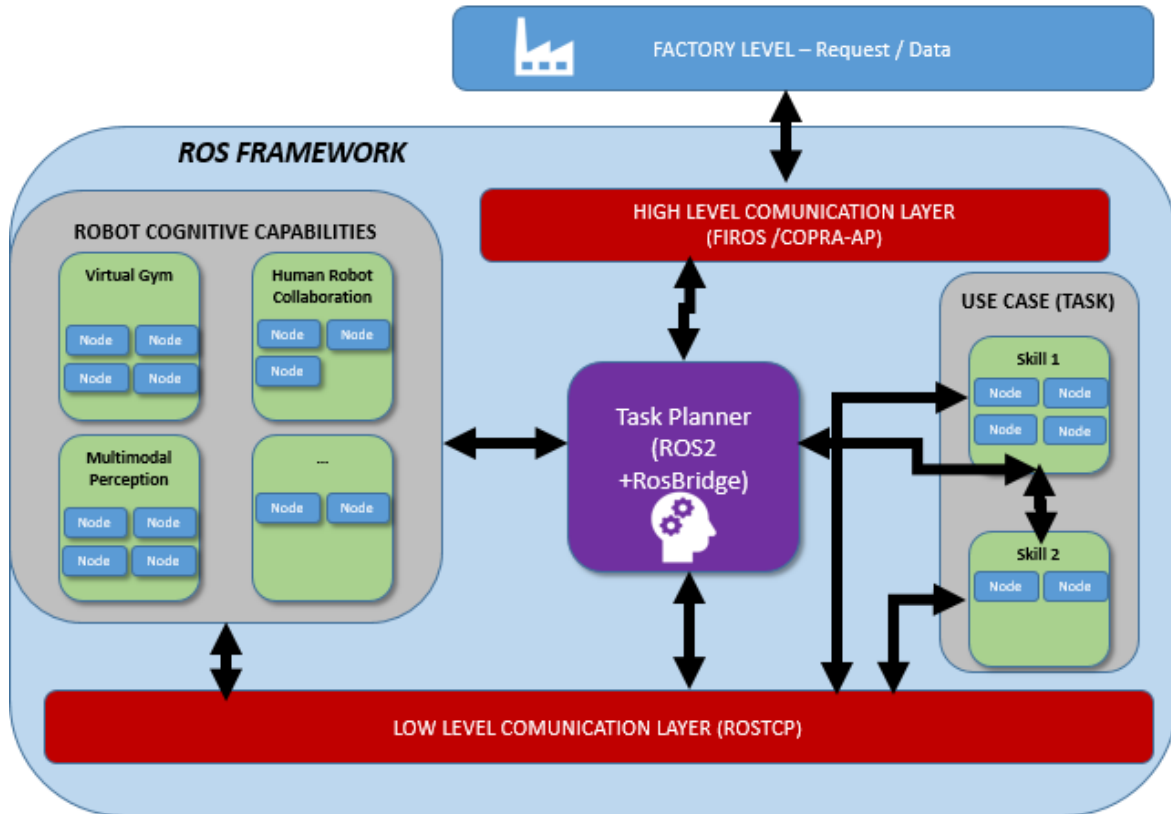 FACTORY LEVEL – Request / Data
ROS FRAMEWORK
HIGH LEVEL COMUNICATION LAYER
(FIROS /COPRA-AP)
ROBOT COGNITIVE CAPABILITIES
Virtual Gym
Node Node
Node Node
Human Robot
Collaboration
Node Node
Node
Multimodal
Perception
Node Node
Node Node
...
Node Node
Task Planner
(ROS2
+RosBridge)
USE CASE (TASK)
Skill 1
Node Node
Node Node
Skill 2
Node Node
LOW LEVEL COMUNICATION LAYER (ROSTCP)